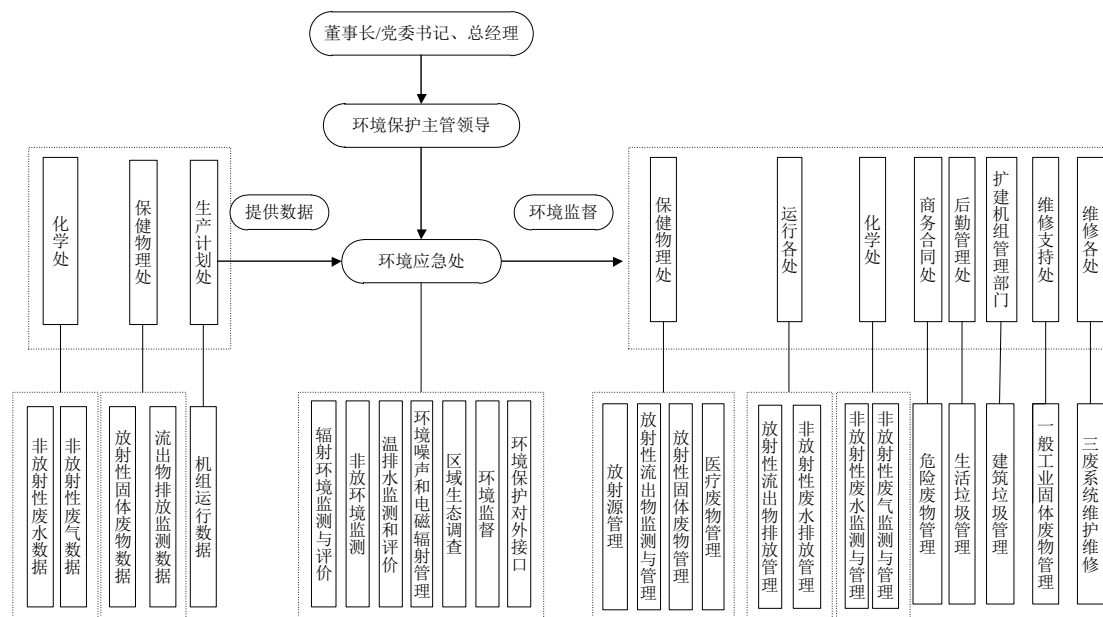 董事长/党委书记、总经理
环境保护主管领导
化学处
保健物理处
生产计划处
提供数据
环境应急处
环境监督
保健物理处
运行各处
化学处
商务合同处
后勤管理处
扩建机组管理部门
维修支持处
维修各处
非放射性废水数据
非放射性废气数据
放射性固体废物数据
流出物排放监测数据
机组运行数据
辐射环境监测与评价
非放环境监测
温排水监测和评价
环境噪声和电磁辐射管理
区域生态调查
环境监督
环境保护对外接口
放射源管理
放射性流出物监测与管理
放射性固体废物管理
医疗废物管理
放射性流出物排放管理
非放射性废水排放管理
非放射性废水监测与管理
非放射性废气监测与管理
危险废物管理
生活垃圾管理
建筑垃圾管理
一般工业固体废物管理
三废系统维护维修